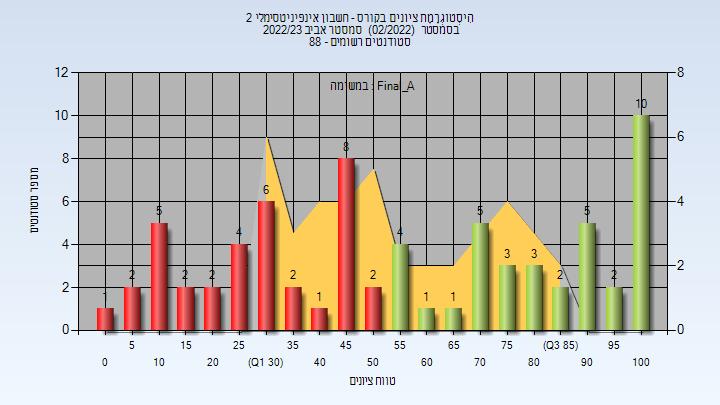 היסטוגרמת ציונים בקורס - חשבון אינפיניטסימלי 2
בסמסטר (02/2022) סמסטר אביב 2022/23
סטודנטים רשומים - 88
במשימה : Final_A
מספר סטודנטים
12
10
8
6
4
2
0
8
6
4
2
0
1 2 5 2 2 4 6 2 1 8 2 4 1 1 5 3 3 2 5 2 10
5 15 25 35 45 55 65 75 (Q3 85) 95
0 10 20 (Q1 30) 40 50 60 70 80 90 100
טווח ציונים